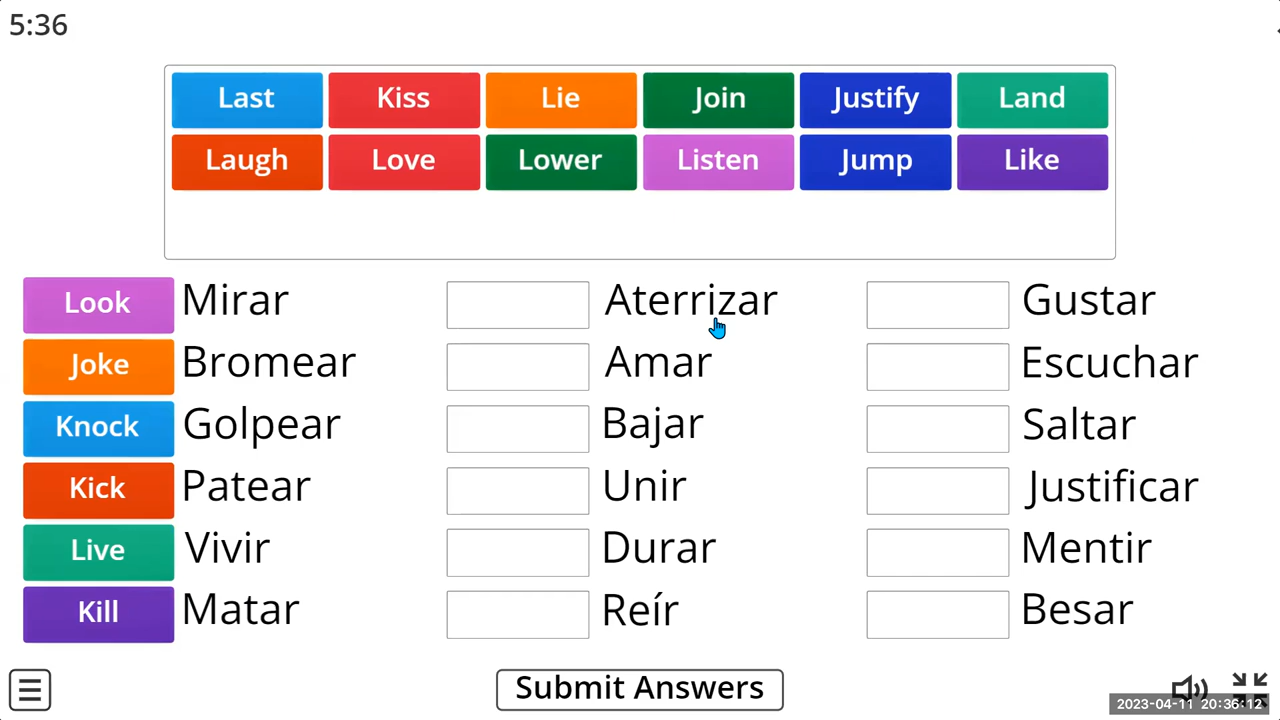 5:36
Last Kiss Lie Join Justify Land
Laugh Love Lower Listen Jump Like
Look Mirar Aterrizar Gustar
Joke Bromear Amar Escuchar
Knock Golpear Bajar Saltar
Kick Patear Unir Justificar
Live Vivir Durar Mentir
Kill Matar Reír Besar
Submit Answers
2023-04-11 20:36:12